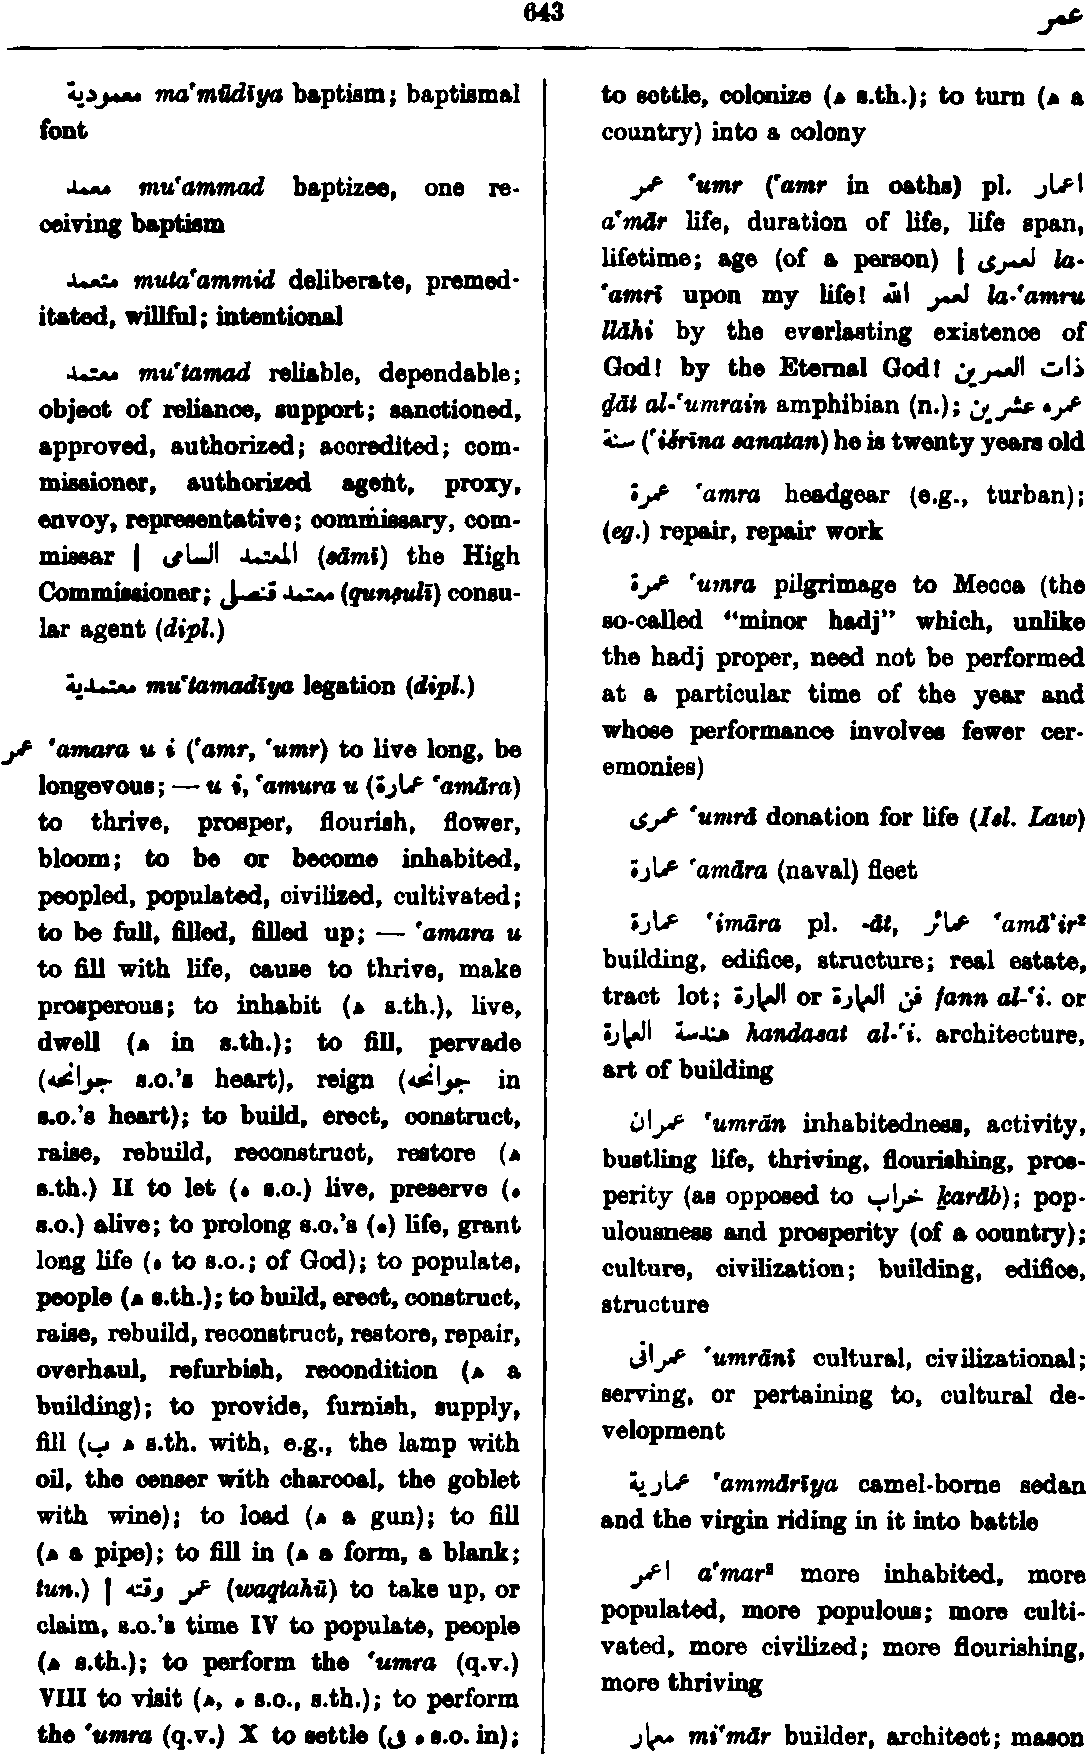 643
عمر
معمودية ma‘mūdīya baptism; baptismal
font
معمد mu‘ammad baptizee, one re-
ceiving baptism
متعمد muta‘ammid deliberate, premed-
itated, willful; intentional
معتمد mu‘tamad reliable, dependable;
object of reliance, support; sanctioned,
approved, authorized; accredited; com-
missioner, authorized agent, proxy,
envoy, representative; commissary, com-
missar | المعتمد السامى (sāmī) the High
Commissioner; معتمد قنصلى (qunṣulī) consu-
lar agent (dipl.)
معتمدية mu‘tamadīya legation (dipl.)
عمر ‘amara u i (‘amr, ‘umr) to live long, be
longevous; — u i, ‘amura u (عمارة ‘amāra)
to thrive, prosper, flourish, flower,
bloom; to be or become inhabited,
peopled, populated, civilized, cultivated;
to be full, filled, filled up; — ‘amara u
to fill with life, cause to thrive, make
prosperous; to inhabit (ه s.th.), live,
dwell (ه in s.th.); to fill, pervade
(جوانحه s.o.’s heart), reign (جوانحه in
s.o.’s heart); to build, erect, construct,
raise, rebuild, reconstruct, restore (ه
s.th.) II to let (ه s.o.) live, preserve (ه
s.o.) alive; to prolong s.o.’s (ه) life, grant
long life (ه to s.o.; of God); to populate,
people (ه s.th.); to build, erect, construct,
raise, rebuild, reconstruct, restore, repair,
overhaul, refurbish, recondition (ه a
building); to provide, furnish, supply,
fill (ه ب s.th. with, e.g., the lamp with
oil, the censer with charcoal, the goblet
with wine); to load (ه a gun); to fill
(ه a pipe); to fill in (ه a form, a blank;
tun.) | عمر وقته (waqtahū) to take up, or
claim, s.o.’s time IV to populate, people
(ه s.th.); to perform the ‘umra (q.v.)
VIII to visit (ه, ه s.o., s.th.); to perform
the ‘umra (q.v.) X to settle (ه فى s.o. in);
to settle, colonize (ه s.th.); to turn (ه a
country) into a colony
عمر ‘umr (‘amr in oaths) pl. اعمار
a‘mār life, duration of life, life span,
lifetime; age (of a person) | لعمرى la-
‘amrī upon my life! لعمر الله la-‘amru
llāhi by the everlasting existence of
God! by the Eternal God! ذات العمرين
ḏāt al-‘umrain amphibian (n.); عمره عشرين
سنة (‘išrīna sanatan) he is twenty years old
عمرة ‘amra headgear (e.g., turban);
(eg.) repair, repair work
عمرة ‘umra pilgrimage to Mecca (the
so-called “minor hadj” which, unlike
the hadj proper, need not be performed
at a particular time of the year and
whose performance involves fewer cer-
emonies)
عمرى ‘umrā donation for life (Isl. Law)
عمارة ‘amāra (naval) fleet
عمارة ‘imāra pl. -āt, عمائر ‘amā’ir²
building, edifice, structure; real estate,
tract lot; العمارة or فن العمارة fann al-‘i. or
هندسة العمارة handasat al-‘i. architecture,
art of building
عمران ‘umrān inhabitedness, activity,
bustling life, thriving, flourishing, pros-
perity (as opposed to خراب ḵarāb); pop-
ulousness and prosperity (of a country);
culture, civilization; building, edifice,
structure
عمرانى ‘umrānī cultural, civilizational;
serving, or pertaining to, cultural de-
velopment
عمارية ‘ammārīya camel-borne sedan
and the virgin riding in it into battle
اعمر a‘mar² more inhabited, more
populated, more populous; more culti-
vated, more civilized; more flourishing,
more thriving
معمار mi‘mār builder, architect; mason